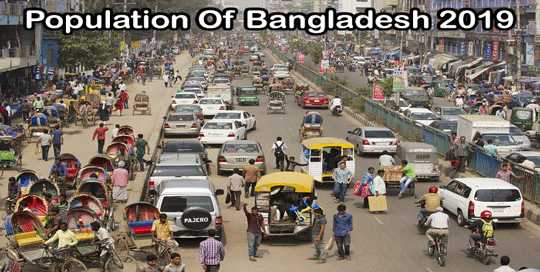 Population Of Bangladesh 2019
PAJERO